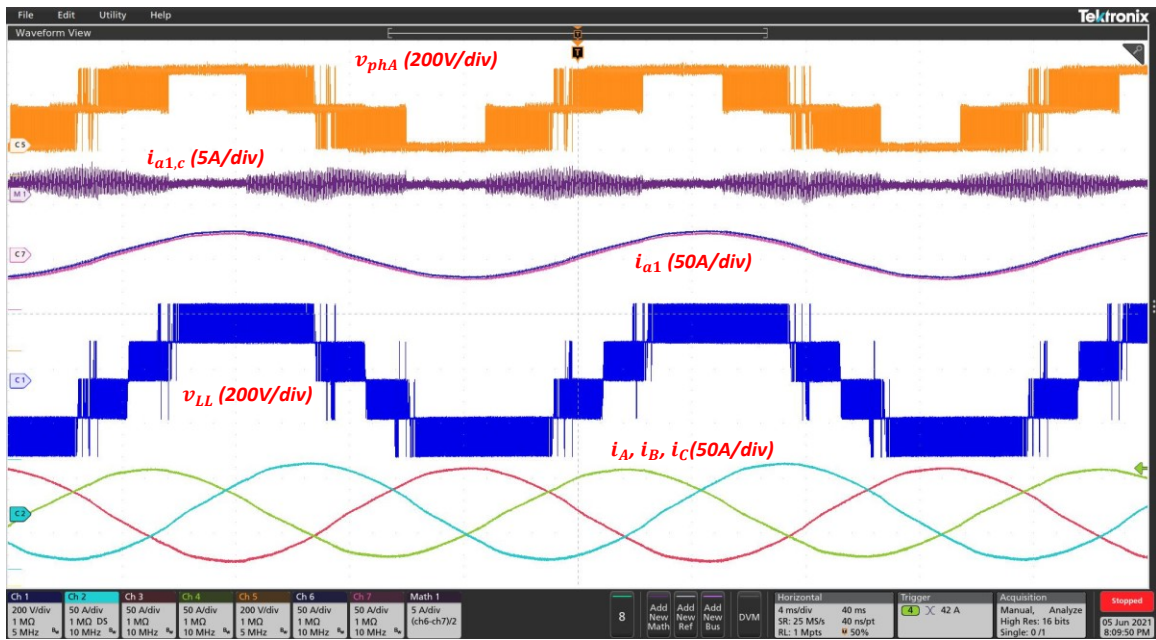 File Edit Utility Help
Tektronix
Waveform View
T
T
v_phA (200V/div)
C 5
i_a1,c (5A/div)
M 1
C 7
i_a1 (50A/div)
C 1
v_LL (200V/div)
i_A, i_B, i_C(50A/div)
C 2
Ch 1 Ch 2 Ch 3 Ch 4 Ch 5 Ch 6 Ch 7 Math 1
200 V/div 50 A/div 50 A/div 50 A/div 200 V/div 50 A/div 50 A/div 5 A/div
1 MΩ 1 MΩ DS 1 MΩ 1 MΩ 1 MΩ 1 MΩ 1 MΩ (ch6-ch7)/2
5 MHz 10 MHz 10 MHz 10 MHz 5 MHz 10 MHz 10 MHz
8
Add New Math
Add New Ref
Add New Bus
DVM
Horizontal
4 ms/div 40 ms
SR: 25 MS/s 40 ns/pt
RL: 1 Mpts 50%
Trigger
4 42 A
Acquisition
Manual, Analyze
High Res: 16 bits
Single: 0/1
Stopped
05 Jun 2021
8:09:50 PM